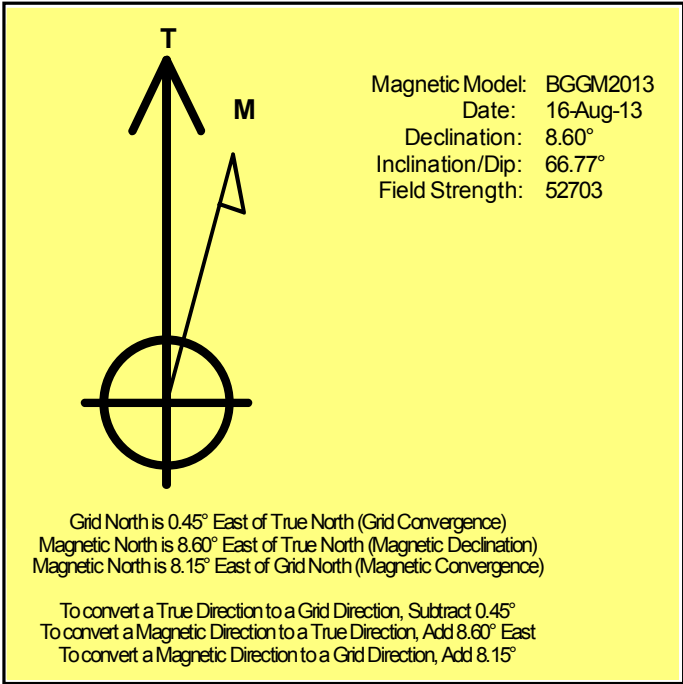 T
M
Magnetic Model: BGGM2013
Date: 16-Aug-13
Declination: 8.60°
Inclination/Dip: 66.77°
Field Strength: 52703
Grid North is 0.45° East of True North (Grid Convergence)
Magnetic North is 8.60° East of True North (Magnetic Declination)
Magnetic North is 8.15° East of Grid North (Magnetic Convergence)
To convert a True Direction to a Grid Direction, Subtract 0.45°
To convert a Magnetic Direction to a True Direction, Add 8.60° East
To convert a Magnetic Direction to a Grid Direction, Add 8.15°